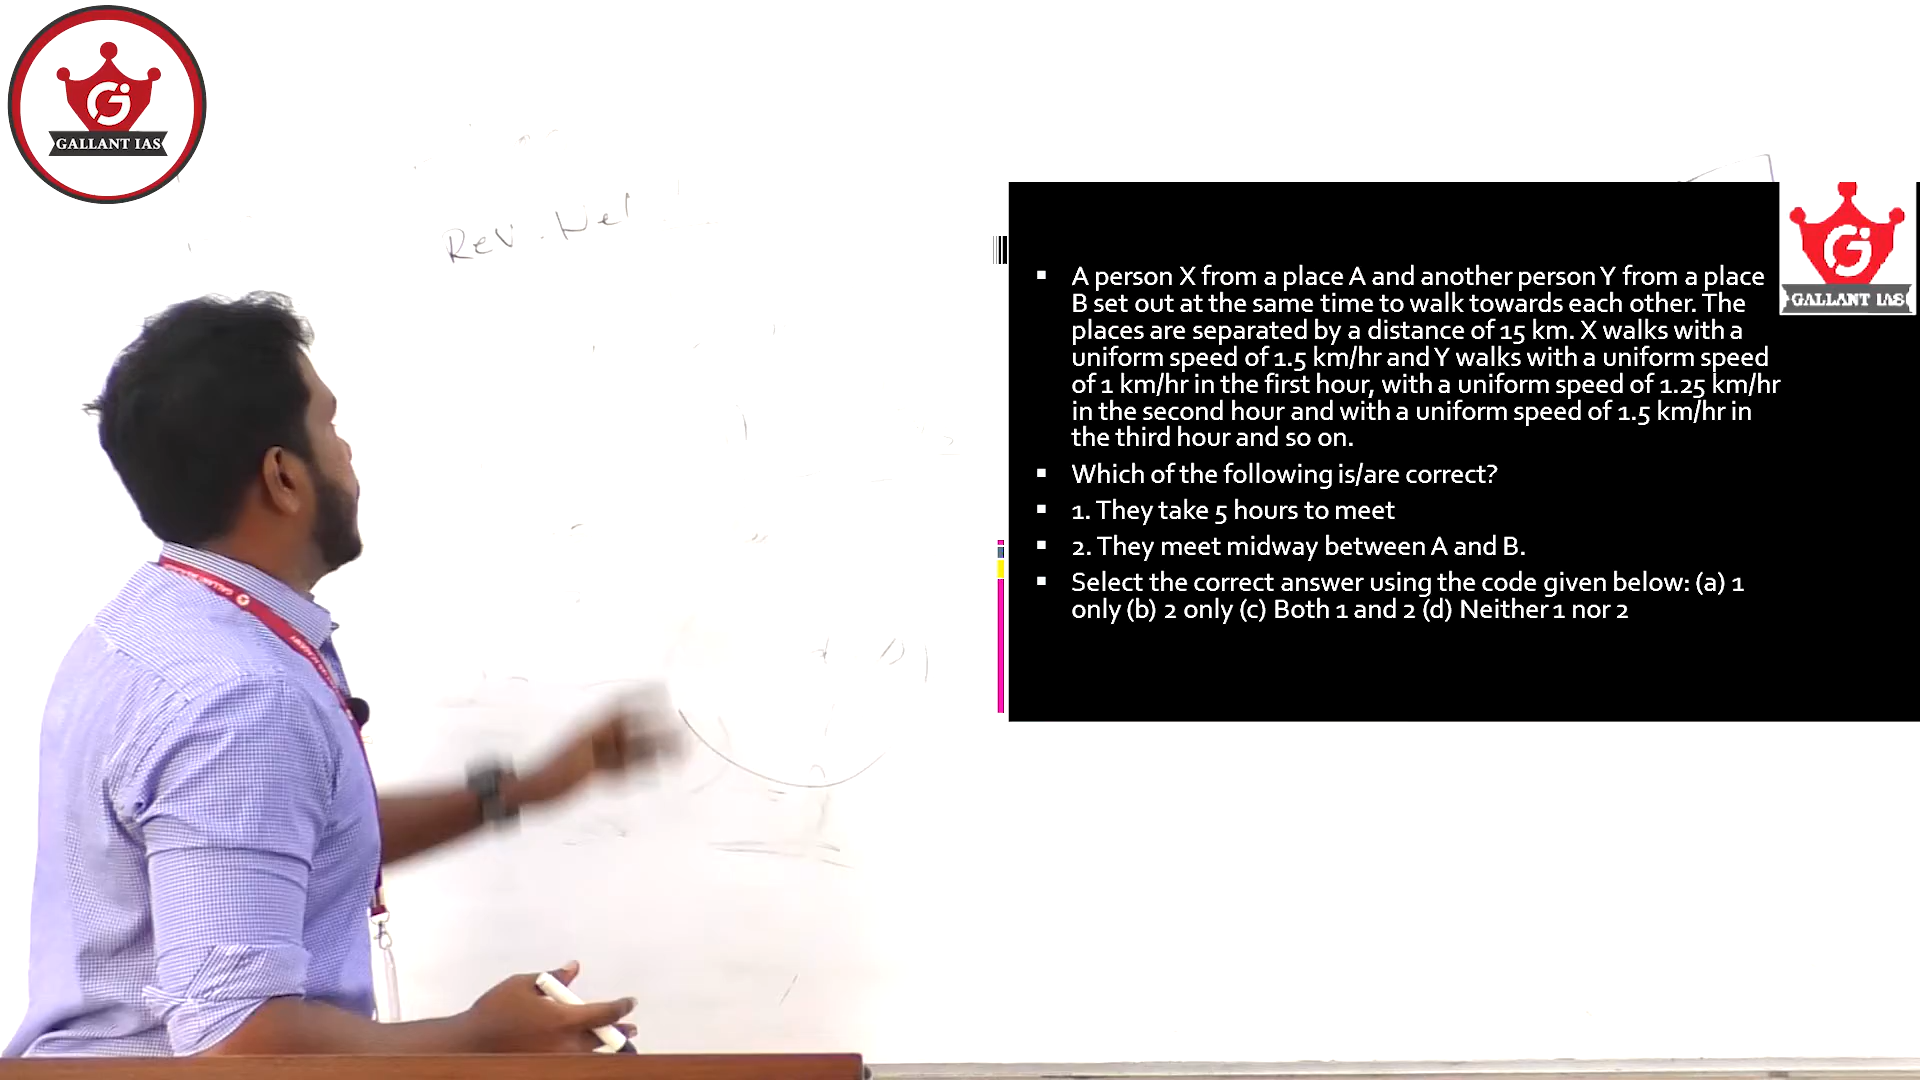 GALLANT IAS
Rev. Nel
GALLANT IAS
▪ A person X from a place A and another person Y from a place
B set out at the same time to walk towards each other. The
places are separated by a distance of 15 km. X walks with a
uniform speed of 1.5 km/hr and Y walks with a uniform speed
of 1 km/hr in the first hour, with a uniform speed of 1.25 km/hr
in the second hour and with a uniform speed of 1.5 km/hr in
the third hour and so on.
▪ Which of the following is/are correct?
▪ 1. They take 5 hours to meet
▪ 2. They meet midway between A and B.
▪ Select the correct answer using the code given below: (a) 1
only (b) 2 only (c) Both 1 and 2 (d) Neither 1 nor 2